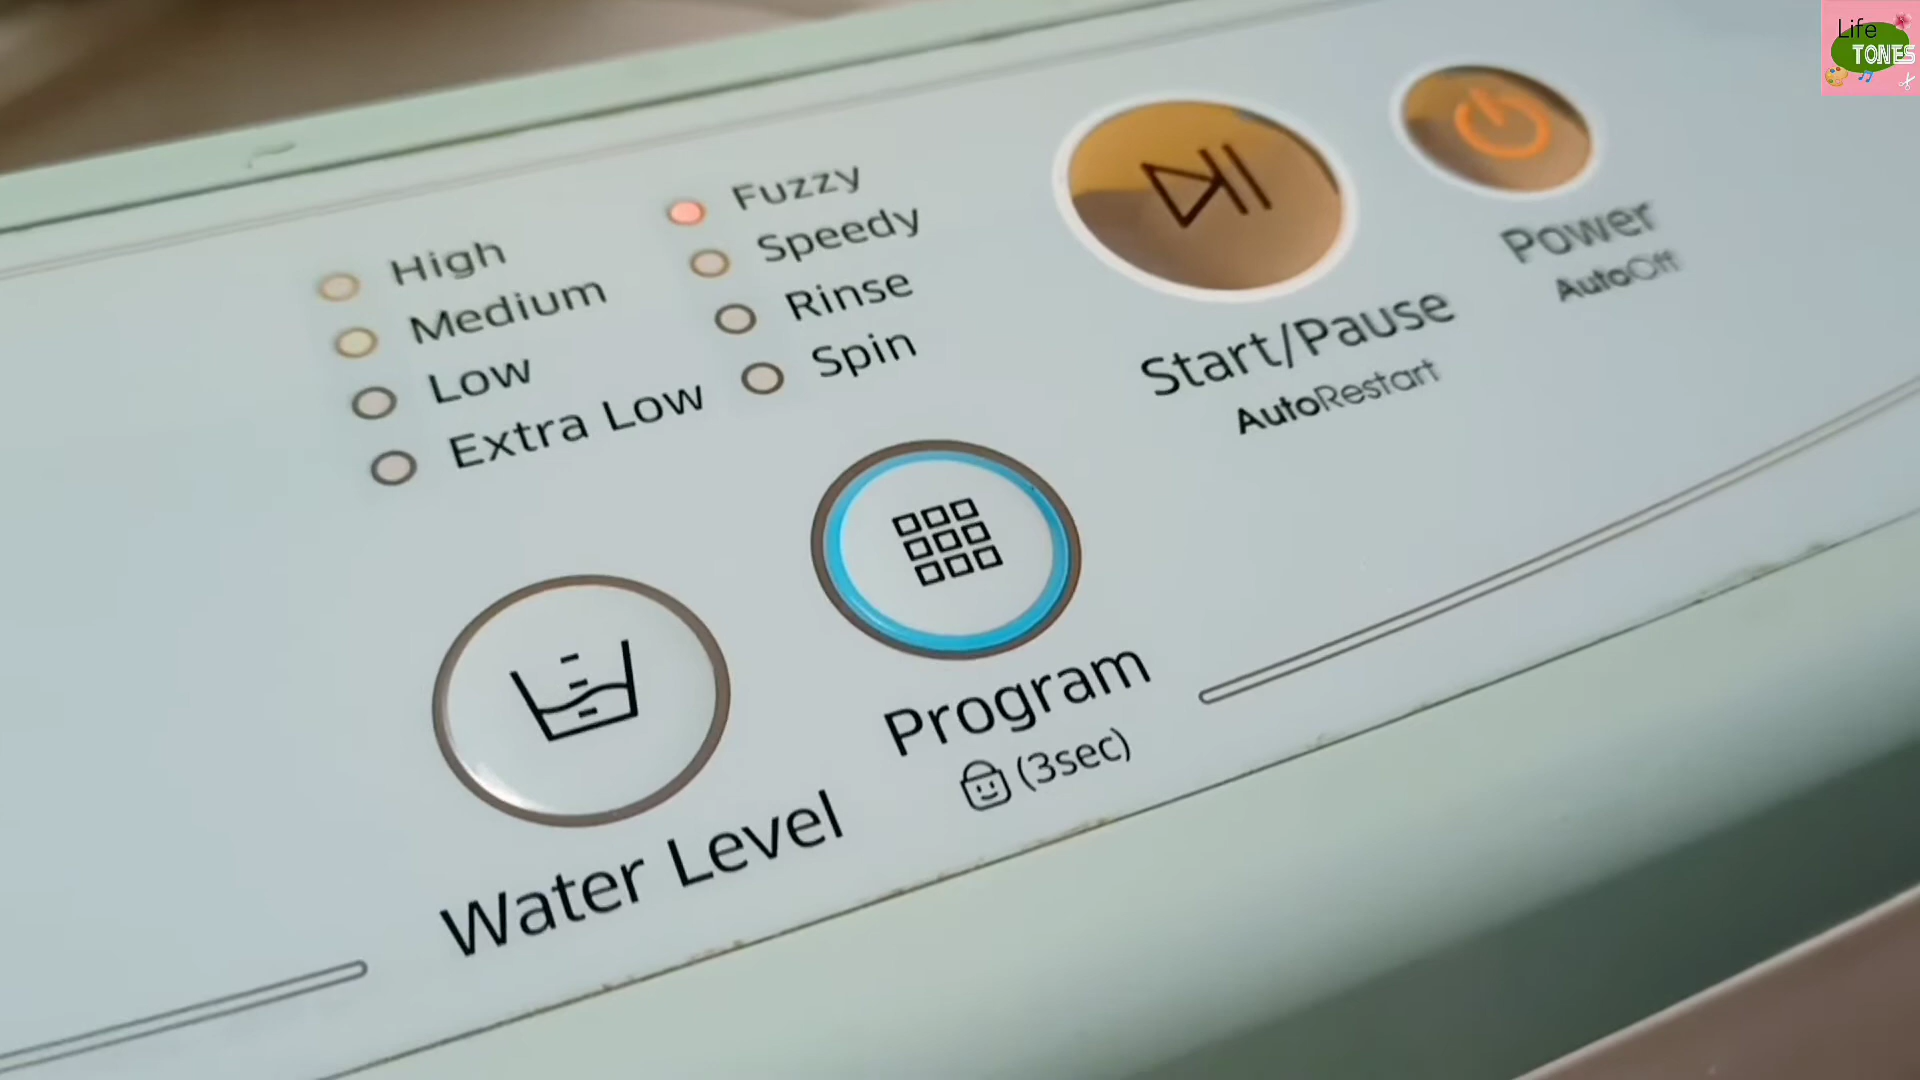 Life
TONES
High
Medium
Low
Extra Low
Fuzzy
Speedy
Rinse
Spin
Start/Pause
AutoRestart
Power
AutoOff
Water Level
Program
(3sec)